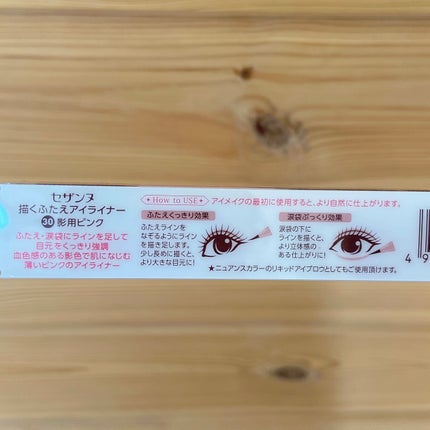 セザンヌ
描くふたえアイライナー
30 影用ピンク
ふたえ・涙袋にラインを足して
目元をくっきり強調
血色感のある影色で肌になじむ
薄いピンクのアイライナー
How to USE アイメイクの最初に使用すると、より自然に仕上がります。
ふたえくっきり効果
ふたえラインを
なぞるようにライン
を描き足します。
少し長めに描くと、
より大きな目元に!
涙袋ぷっくり効果
涙袋の下に
ラインを描くと、
より立体感の
ある仕上がりに!
★ニュアンスカラーのリキッドアイブロウとしてもご使用頂けます。
4 9